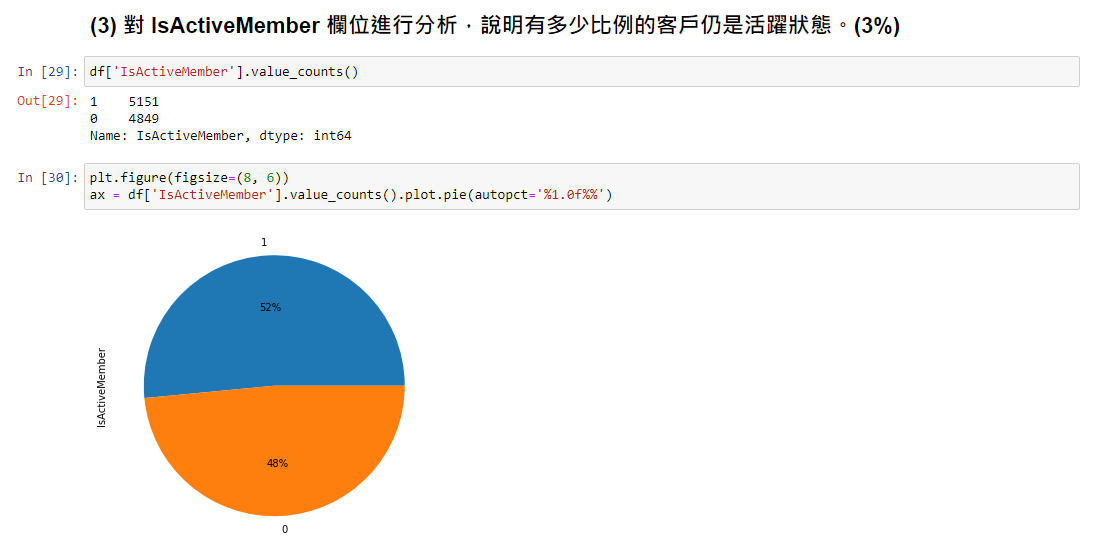 (3) 對 IsActiveMember 欄位進行分析，說明有多少比例的客戶仍是活躍狀態。(3%)
In [29]: df['IsActiveMember'].value_counts()
Out[29]: 1    5151
0    4849
Name: IsActiveMember, dtype: int64
In [30]: plt.figure(figsize=(8, 6))
ax = df['IsActiveMember'].value_counts().plot.pie(autopct='%1.0f%%')
1
52%
IsActiveMember
48%
0